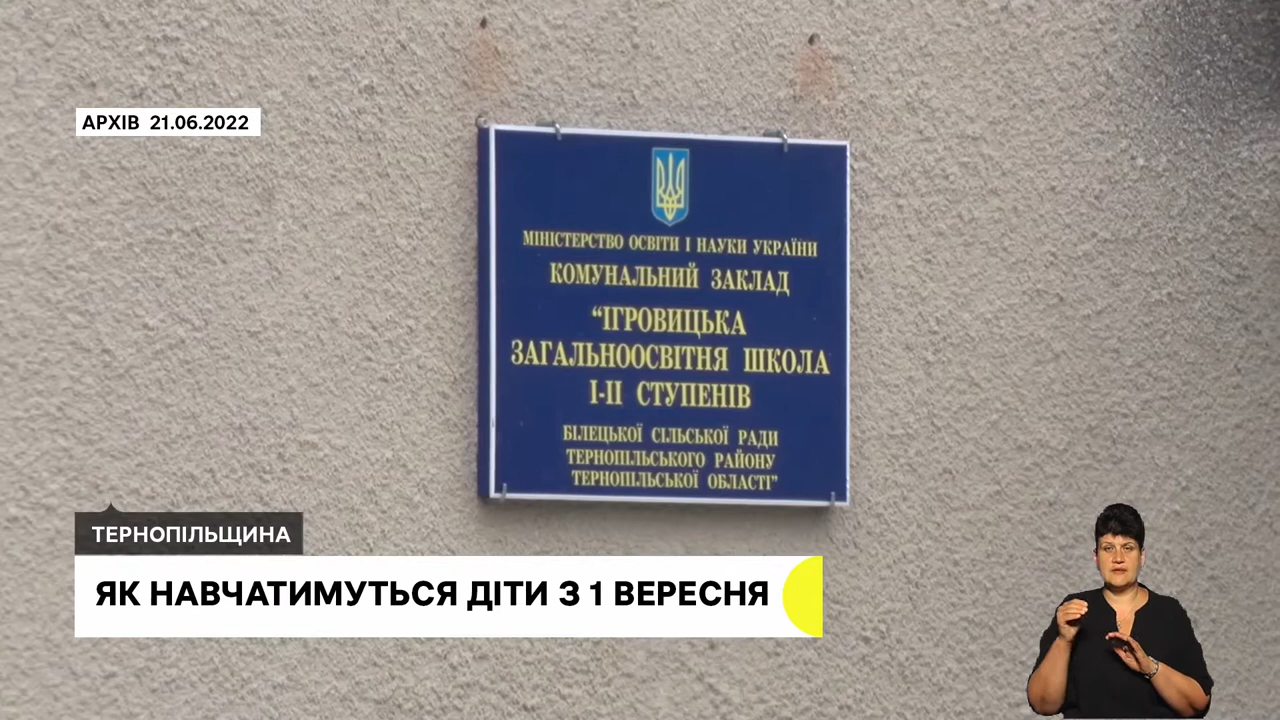 АРХІВ 21.06.2022
МІНІСТЕРСТВО ОСВІТИ І НАУКИ УКРАЇНИ
КОМУНАЛЬНИЙ ЗАКЛАД
“ІГРОВИЦЬКА
ЗАГАЛЬНООСВІТНЯ ШКОЛА
І-ІІ СТУПЕНІВ
БІЛЕЦЬКОЇ СІЛЬСЬКОЇ РАДИ
ТЕРНОПІЛЬСЬКОГО РАЙОНУ
ТЕРНОПІЛЬСЬКОЇ ОБЛАСТІ”
ТЕРНОПІЛЬЩИНА
ЯК НАВЧАТИМУТЬСЯ ДІТИ З 1 ВЕРЕСНЯ